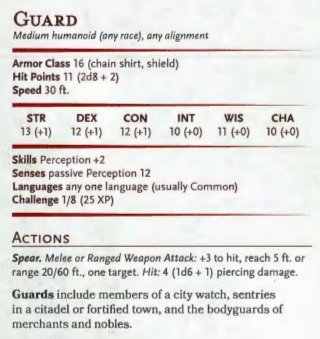 GUARD
Medium humanoid (any race), any alignment
Armor Class 16 (chain shirt, shield)
Hit Points 11 (2d8 + 2)
Speed 30 ft.
STR DEX CON INT WIS CHA
13 (+1) 12 (+1) 12 (+1) 10 (+0) 11 (+0) 10 (+0)
Skills Perception +2
Senses passive Perception 12
Languages any one language (usually Common)
Challenge 1/8 (25 XP)
ACTIONS
Spear. Melee or Ranged Weapon Attack: +3 to hit, reach 5 ft. or
range 20/60 ft., one target. Hit: 4 (1d6 + 1) piercing damage.
Guards include members of a city watch, sentries
in a citadel or fortified town, and the bodyguards of
merchants and nobles.